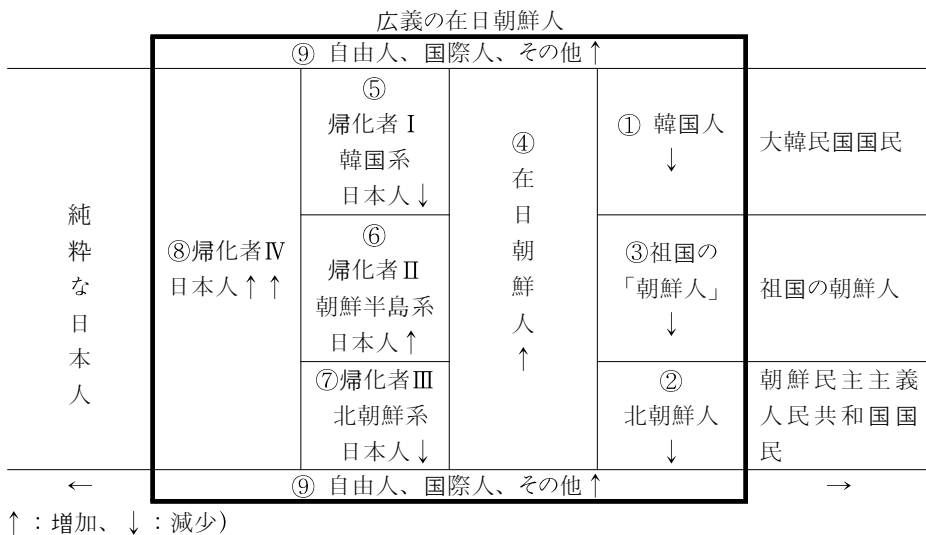 広義の在日朝鮮人
⑨ 自由人、国際人、その他↑
純粋な日本人
⑧帰化者Ⅳ
日本人↑↑
⑤
帰化者Ⅰ
韓国系
日本人↓
⑥
帰化者Ⅱ
朝鮮半島系
日本人↑
⑦帰化者Ⅲ
北朝鮮系
日本人↓
④在日朝鮮人↑
① 韓国人
↓
③祖国の
「朝鮮人」
↓
②
北朝鮮人
↓
大韓民国国民
祖国の朝鮮人
朝鮮民主主義
人民共和国国
民
←
⑨ 自由人、国際人、その他↑
→
↑:増加、↓:減少)